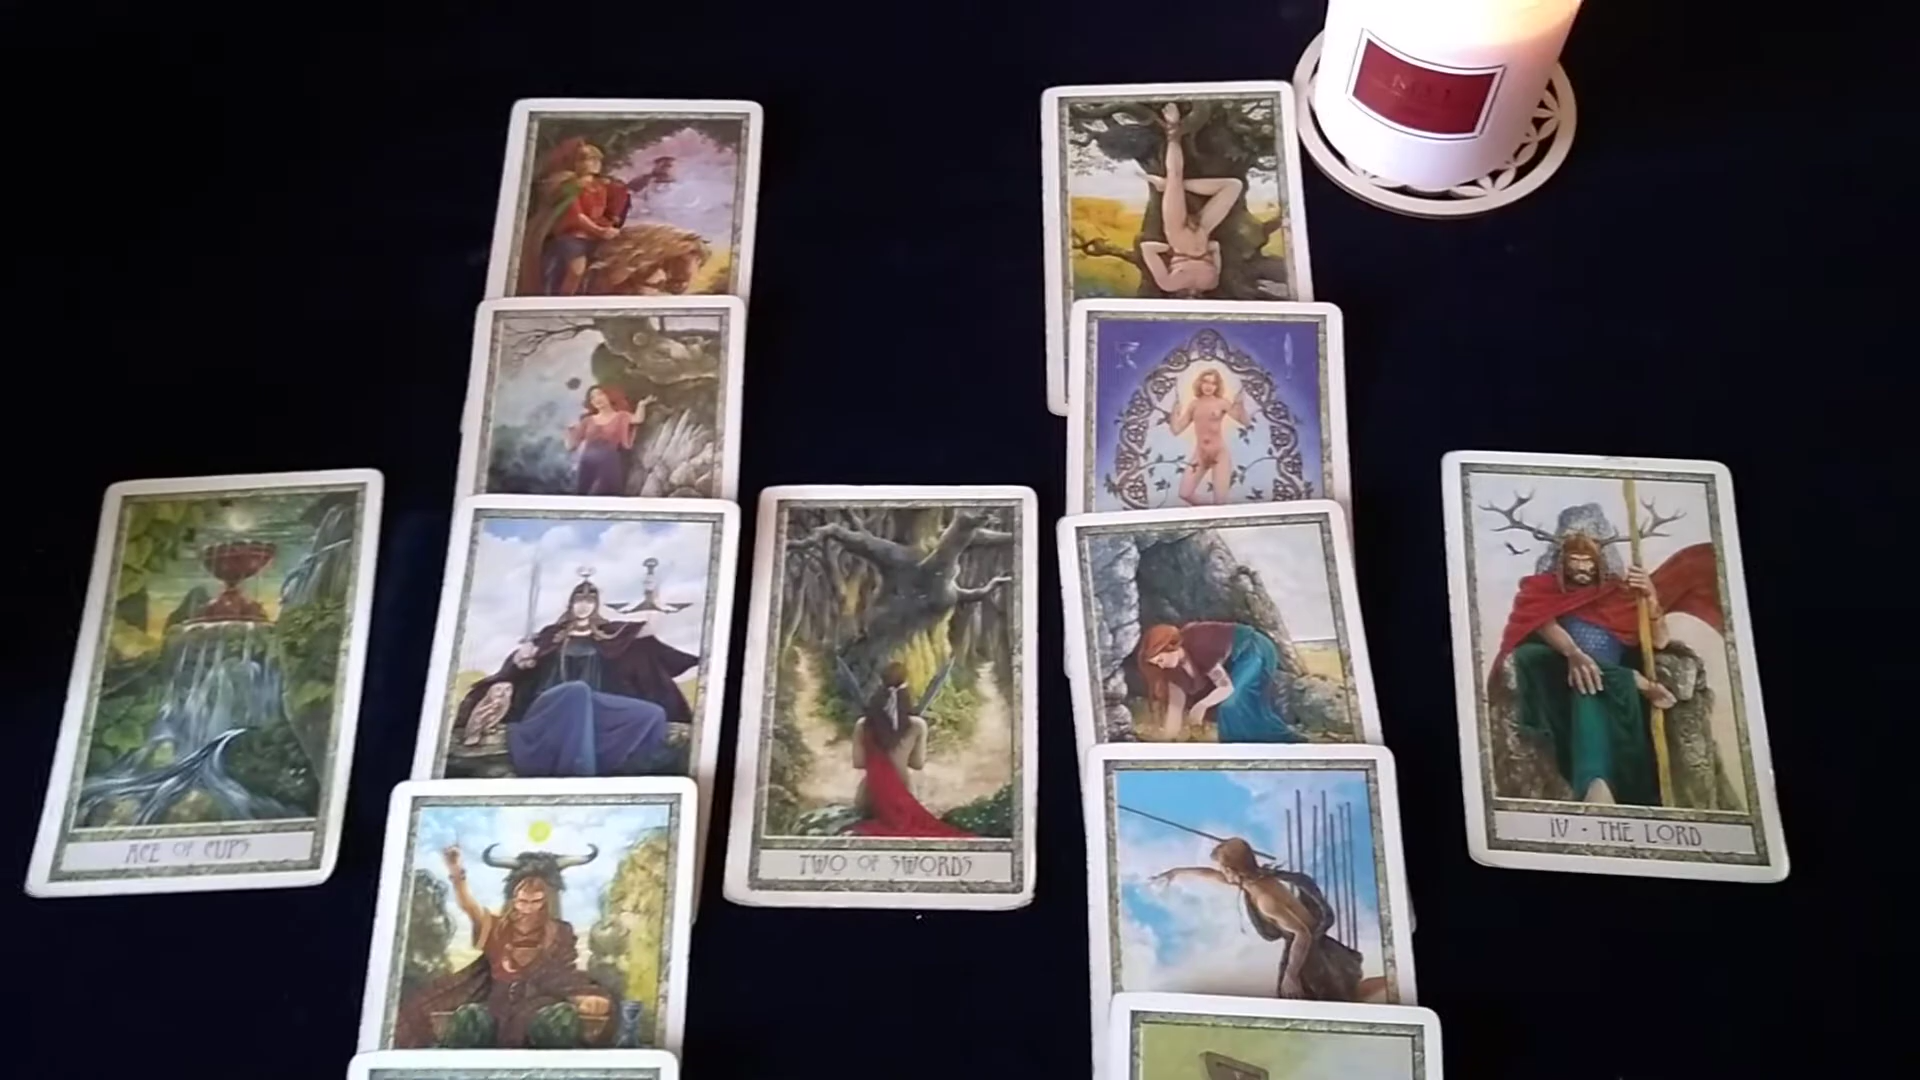 ACE OF CUPS
TWO OF SWORDS
IV · THE LORD